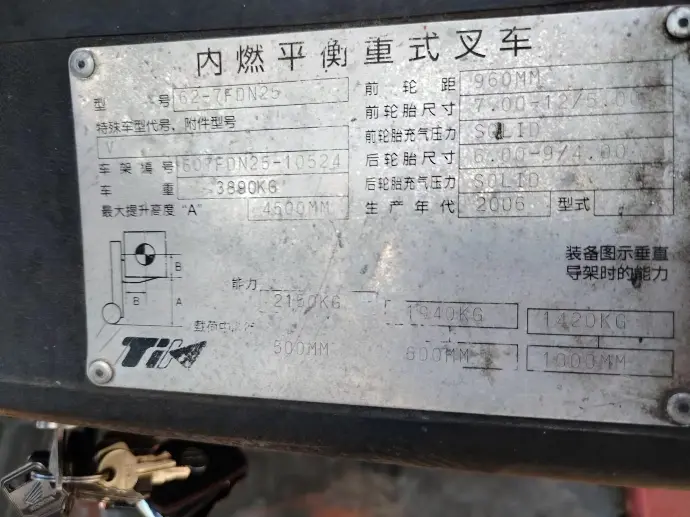 内燃平衡重式叉车
型 号 62-7FDN25
特殊车型代号，附件型号
V
车架编号 607FDN25-10524
车 重 3890KG
最大提升高度 "A" 4500MM
前 轮 距 960MM
前轮胎尺寸 7.00-12/5.00
前轮胎充气压力 SOLID
后轮胎尺寸 6.00-9/4.00
后轮胎充气压力 SOLID
生产年代 2006 型式
装备图示垂直
导架时的能力
B
B
A
能力 2150KG 1940KG 1420KG
载荷中心 500MM 600MM 1000MM